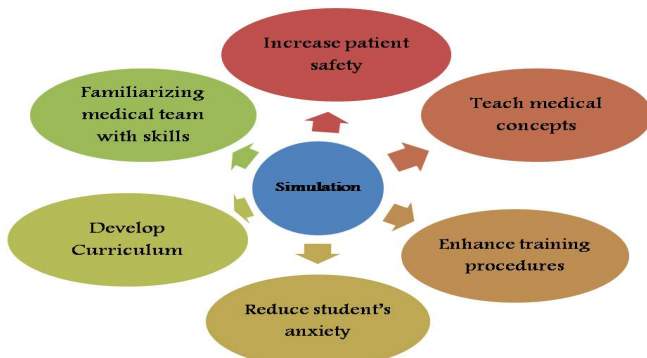 Increase patient
safety
Familiarizing
medical team
with skills
Teach medical
concepts
Simulation
Develop
Curriculum
Enhance training
procedures
Reduce student's
anxiety